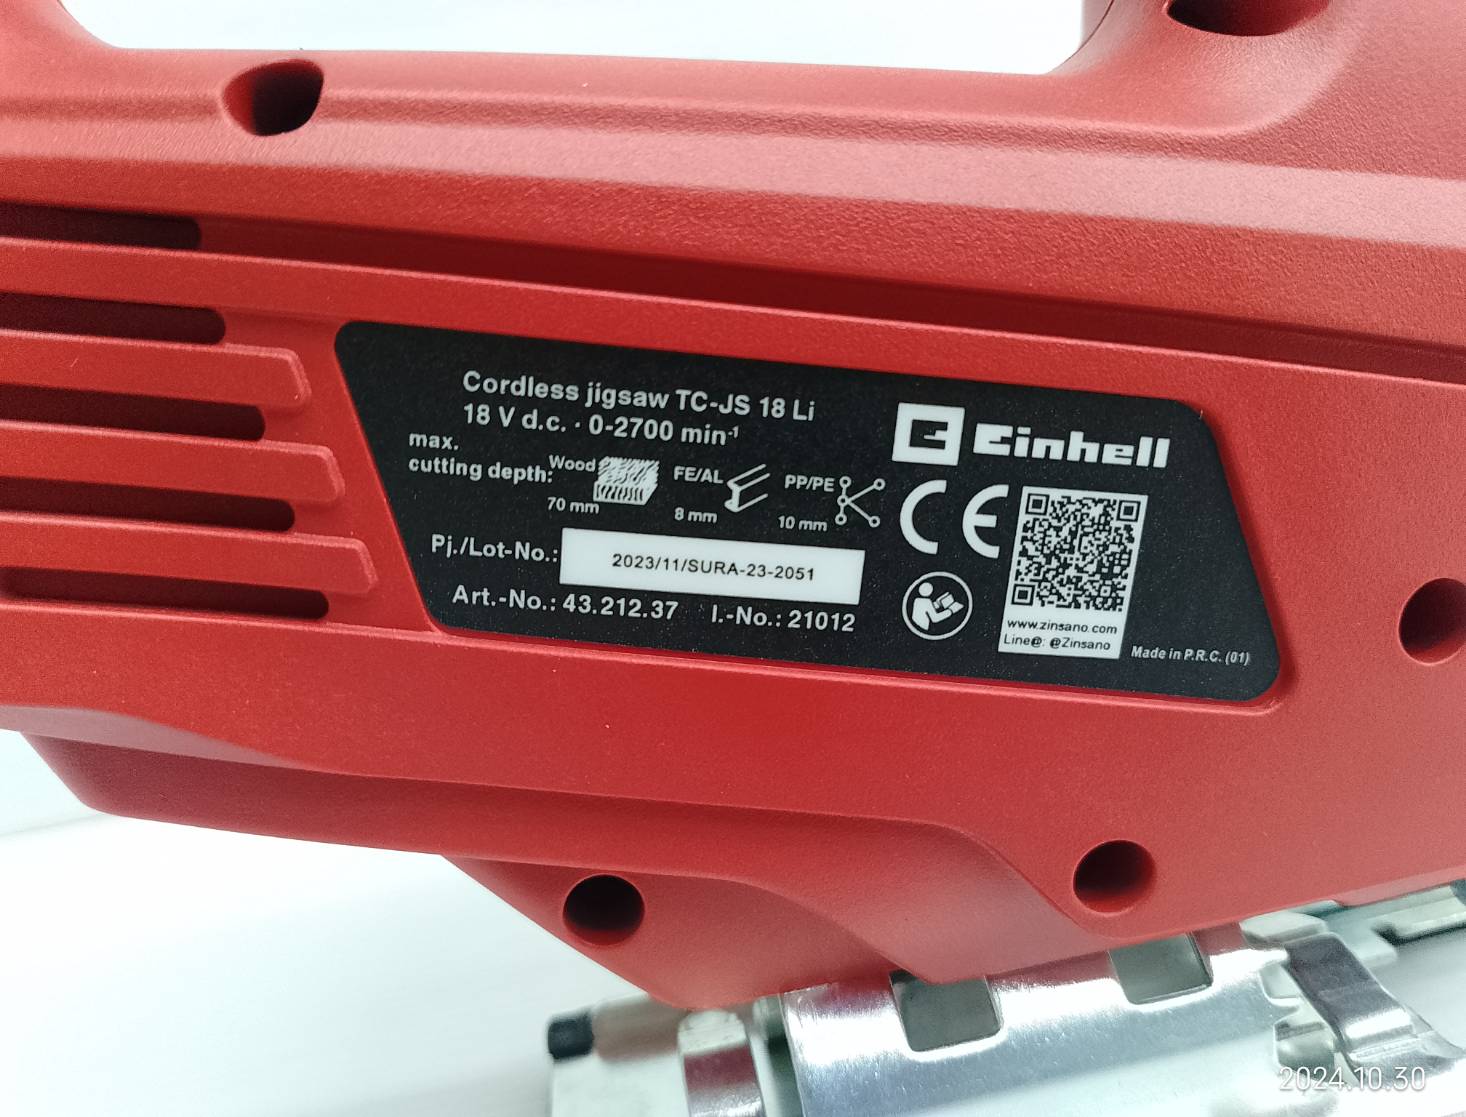 Cordless jigsaw TC-JS 18 Li
18 V d.c. · 0-2700 min-1
max.
cutting depth:
Wood
70 mm
FE/AL
8 mm
PP/PE
10 mm
Pj./Lot-No.:
2023/11/SURA-23-2051
Art.-No.: 43.212.37 I.-No.: 21012
Einhell
CE
www.zinsano.com
Line@: @Zinsano
Made in P.R.C. (01)
2024.10.30